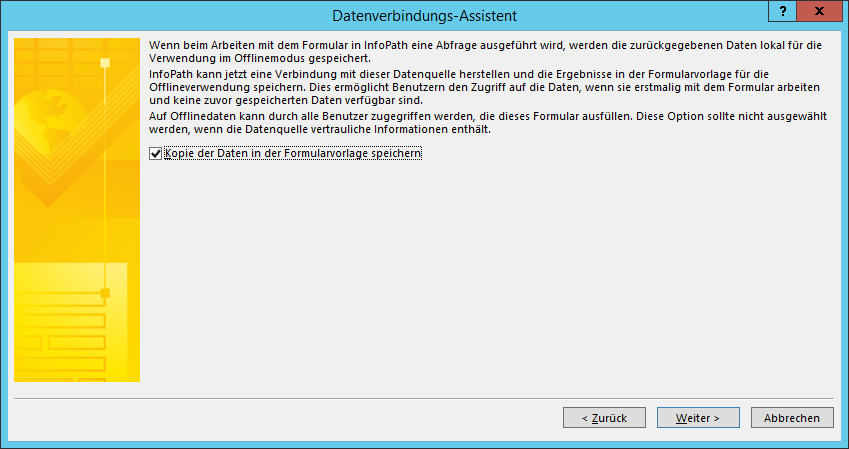 Datenverbindungs-Assistent
?
x
Wenn beim Arbeiten mit dem Formular in InfoPath eine Abfrage ausgeführt wird, werden die zurückgegebenen Daten lokal für die
Verwendung im Offlinemodus gespeichert.
InfoPath kann jetzt eine Verbindung mit dieser Datenquelle herstellen und die Ergebnisse in der Formularvorlage für die
Offlineverwendung speichern. Dies ermöglicht Benutzern den Zugriff auf die Daten, wenn sie erstmalig mit dem Formular arbeiten
und keine zuvor gespeicherten Daten verfügbar sind.
Auf Offlinedaten kann durch alle Benutzer zugegriffen werden, die dieses Formular ausfüllen. Diese Option sollte nicht ausgewählt
werden, wenn die Datenquelle vertrauliche Informationen enthält.
Kopie der Daten in der Formularvorlage speichern
< Zurück
Weiter >
Abbrechen